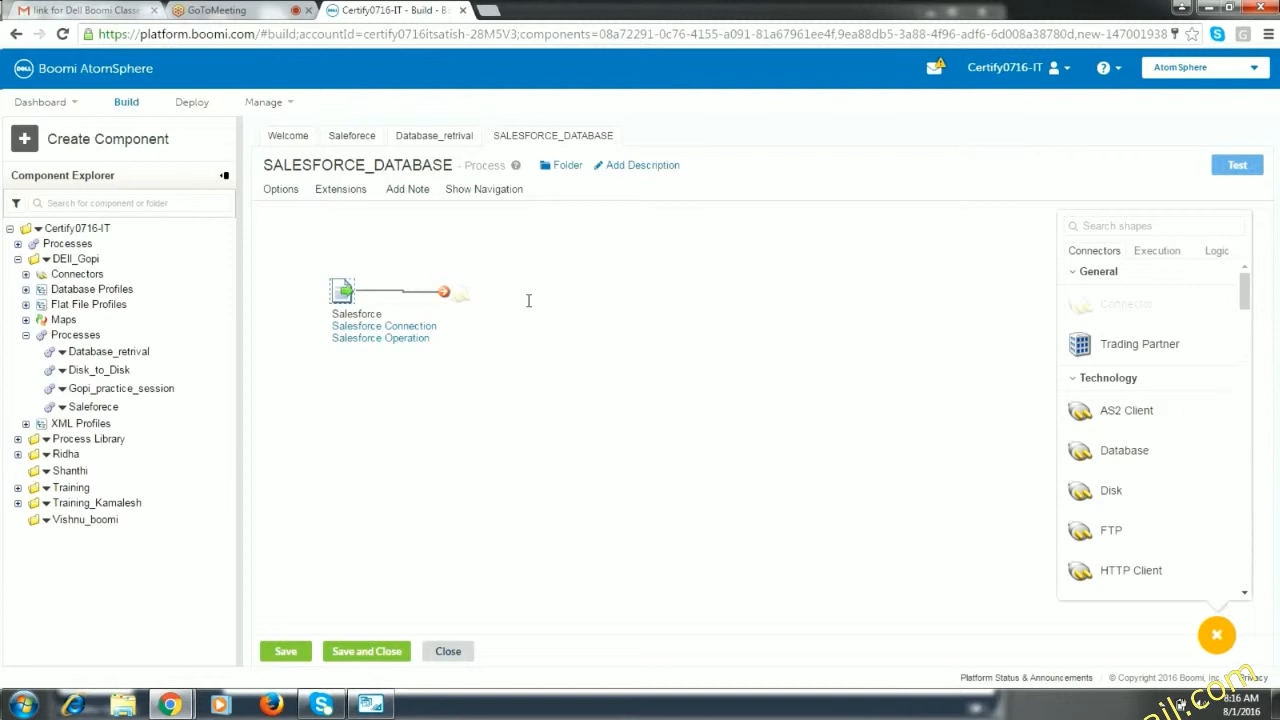 link for Dell Boomi Classe
GoToMeeting
Certify0716-IT - Build - B
https://platform.boomi.com/#build;accountId=certify0716itsatish-28M5V3;components=08a72291-0c76-4155-a091-81a67961ee4f,9ea88db5-3a88-4f96-adf6-6d008a38780d,new-147001938
Boomi AtomSphere
Certify0716-IT
AtomSphere
Dashboard
Build
Deploy
Manage
Create Component
Component Explorer
Search for component or folder
Certify0716-IT
Processes
DEll_Gopi
Connectors
Database Profiles
Flat File Profiles
Maps
Processes
Database_retrival
Disk_to_Disk
Gopi_practice_session
Saleforece
XML Profiles
Process Library
Ridha
Shanthi
Training
Training_Kamalesh
Vishnu_boomi
Welcome
Saleforece
Database_retrival
SALESFORCE_DATABASE
SALESFORCE_DATABASE - Process
Folder
Add Description
Test
Options
Extensions
Add Note
Show Navigation
Salesforce
Salesforce Connection
Salesforce Operation
Search shapes
Connectors
Execution
Logic
General
Connector
Trading Partner
Technology
AS2 Client
Database
Disk
FTP
HTTP Client
Save
Save and Close
Close
Platform Status & Announcements
© Copyright 2016 Boomi, Inc.
Privacy
8:16 AM
8/1/2016